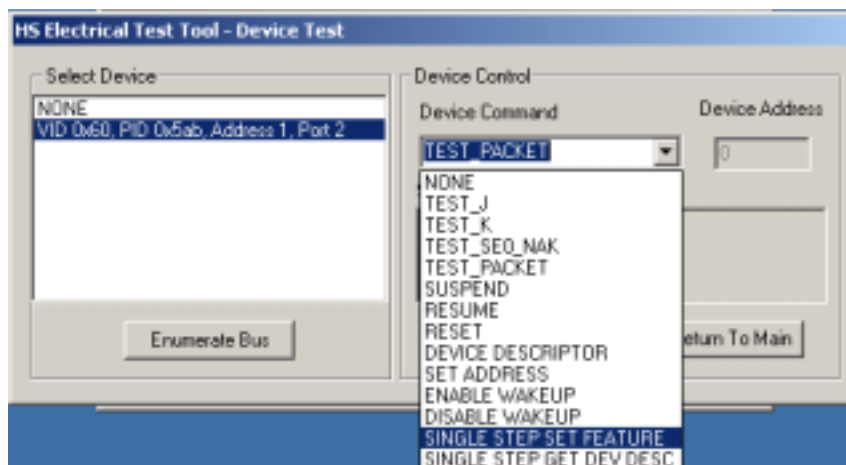 HS Electrical Test Tool - Device Test
Select Device
NONE
VID 0x60, PID 0x5ab, Address 1, Port 2
Enumerate Bus
Device Control
Device Command
Device Address
TEST_PACKET
0
NONE
TEST_J
TEST_K
TEST_SE0_NAK
TEST_PACKET
SUSPEND
RESUME
RESET
DEVICE DESCRIPTOR
SET ADDRESS
ENABLE WAKEUP
DISABLE WAKEUP
SINGLE STEP SET FEATURE
SINGLE STEP GET DEV DESC
eturn To Main